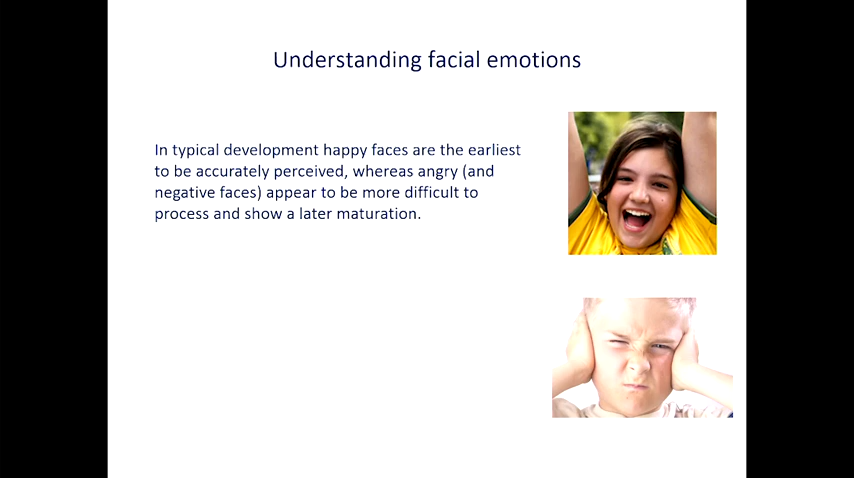 Understanding facial emotions
In typical development happy faces are the earliest
to be accurately perceived, whereas angry (and
negative faces) appear to be more difficult to
process and show a later maturation.